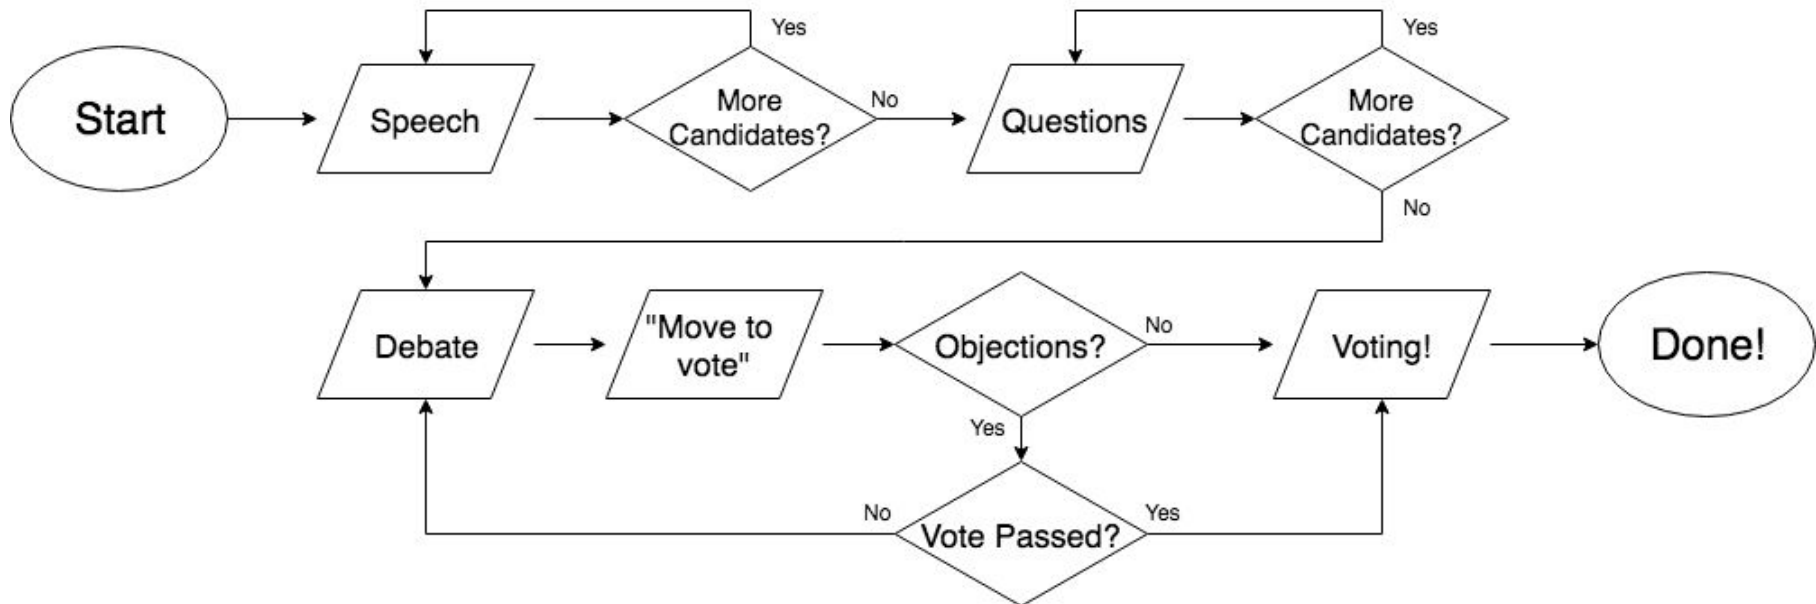 Start
Speech
Yes
More
Candidates?
No
Questions
Yes
More
Candidates?
No
Debate
"Move to
vote"
Objections?
No
Yes
Voting!
Done!
No
Vote Passed?
Yes